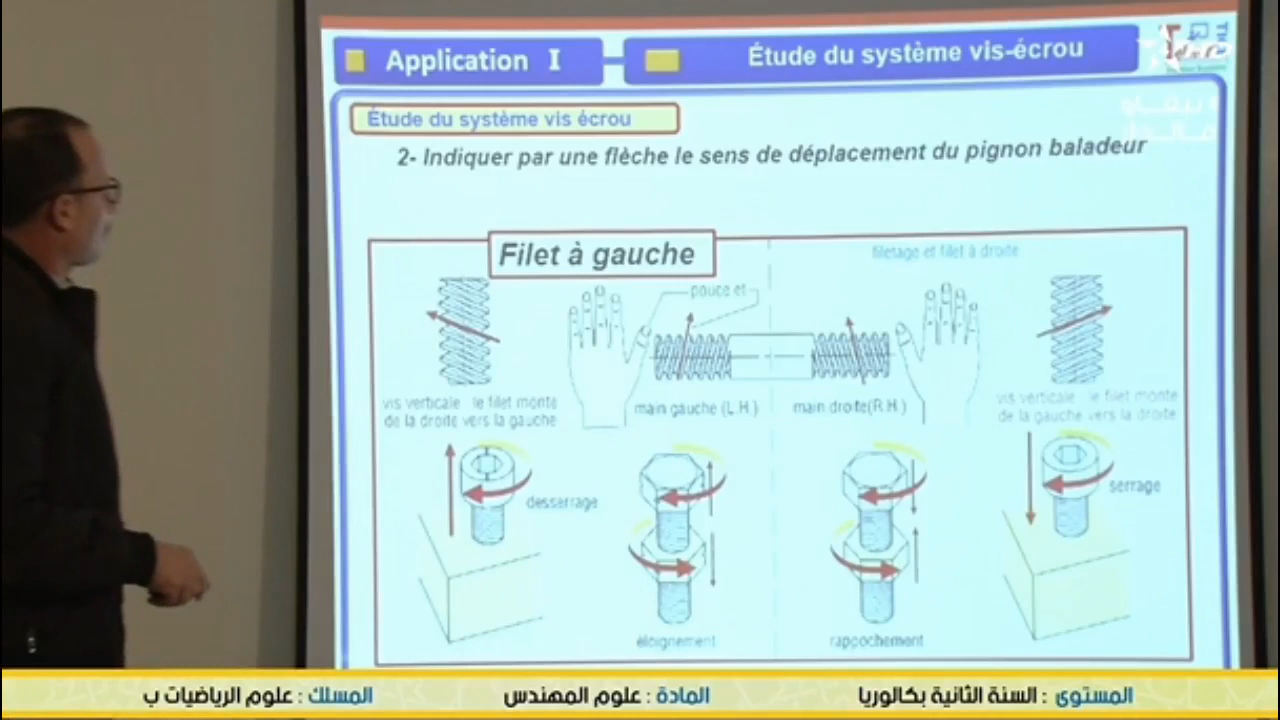 Application I
Étude du système vis-écrou
Étude du système vis écrou
2- Indiquer par une flèche le sens de déplacement du pignon baladeur
Filet à gauche
filetage et filet à droite
pouce et
vis verticale le filet monte
de la droite vers la gauche
main gauche (L.H.)
main droite(R.H.)
vis verticale le filet monte
de la gauche vers la droite
desserrage
serrage
éloignement
rappochement
المستوى : السنة الثانية بكالوريا
المادة : علوم المهندس
المسلك : علوم الرياضيات ب